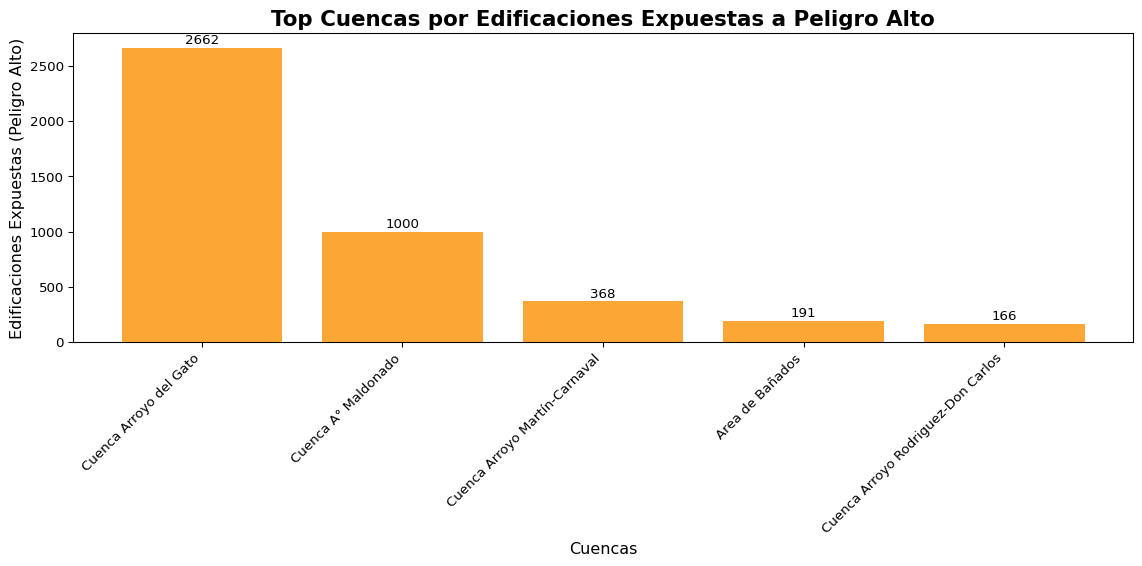 Top Cuencas por Edificaciones Expuestas a Peligro Alto
Edificaciones Expuestas (Peligro Alto)
2500
2000
1500
1000
500
0
2662
1000
368
191
166
Cuenca Arroyo del Gato
Cuenca A° Maldonado
Cuenca Arroyo Martín-Carnaval
Area de Bañados
Cuenca Arroyo Rodriguez-Don Carlos
Cuencas